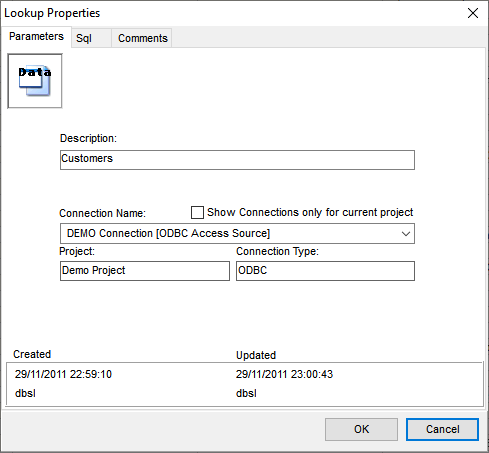 Lookup Properties
Parameters Sql Comments
Data
Description:
Customers
Connection Name: Show Connections only for current project
DEMO Connection [ODBC Access Source]
Project: Connection Type:
Demo Project ODBC
Created Updated
29/11/2011 22:59:10 29/11/2011 23:00:43
dbsl dbsl
OK Cancel